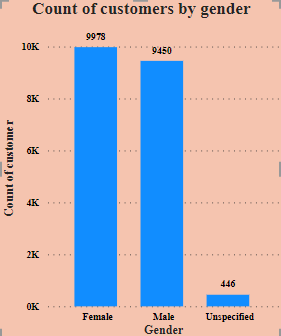 Count of customers by gender
Count of customer
10K
8K
6K
4K
2K
0K
9978
9450
446
Female
Male
Unspecified
Gender